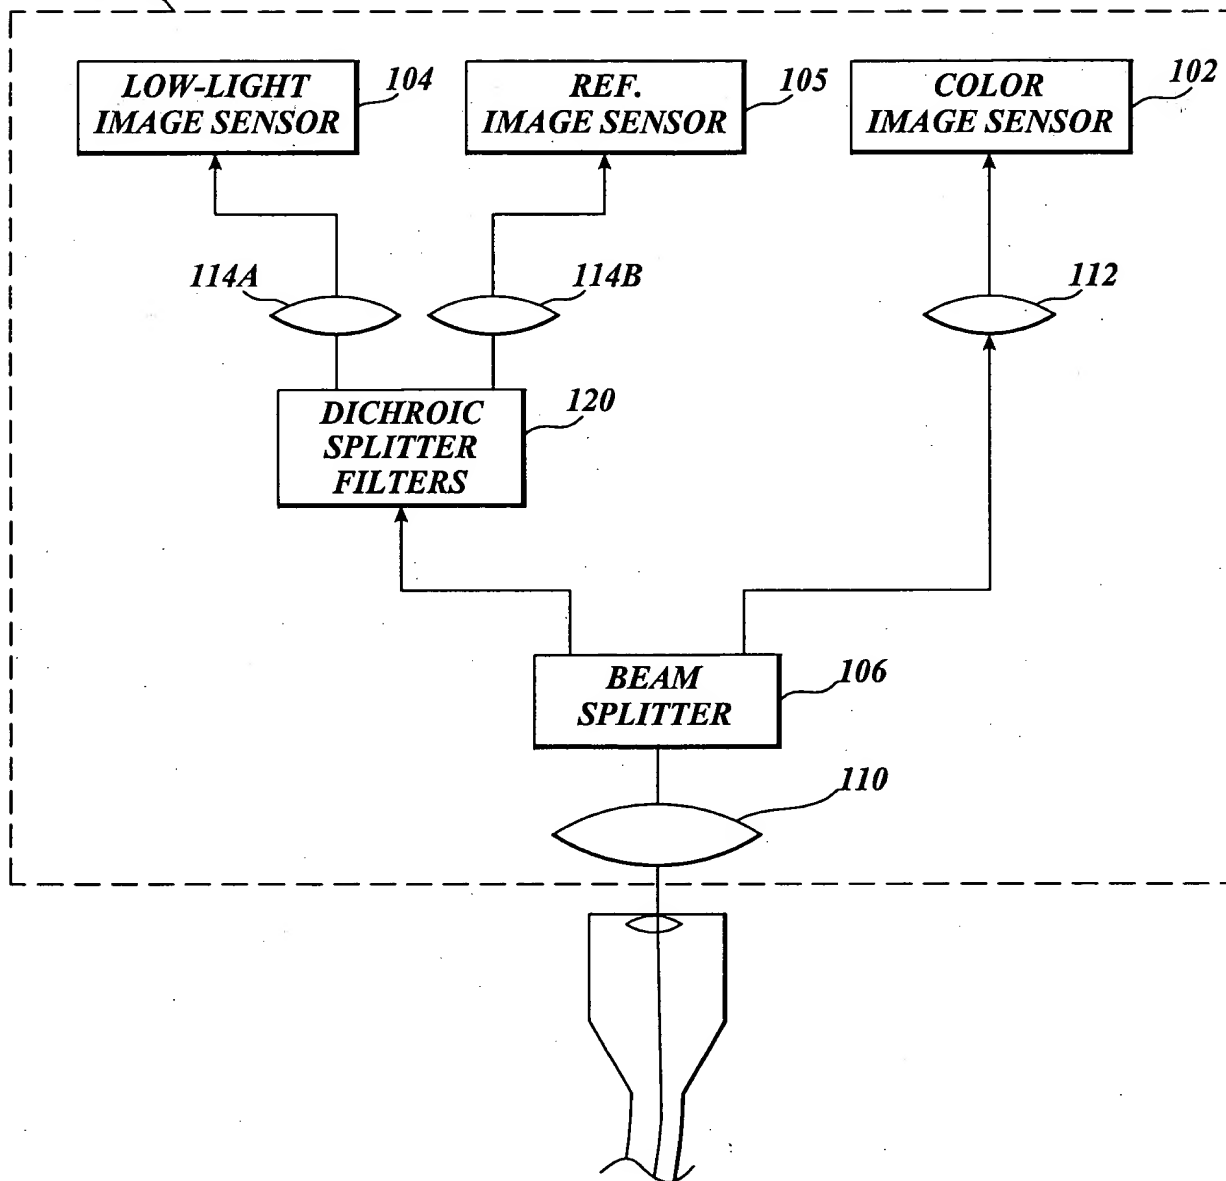 LOW-LIGHT
IMAGE SENSOR
104
REF.
IMAGE SENSOR
105
COLOR
IMAGE SENSOR
102
114A
114B
112
DICHROIC
SPLITTER
FILTERS
120
BEAM
SPLITTER
106
110